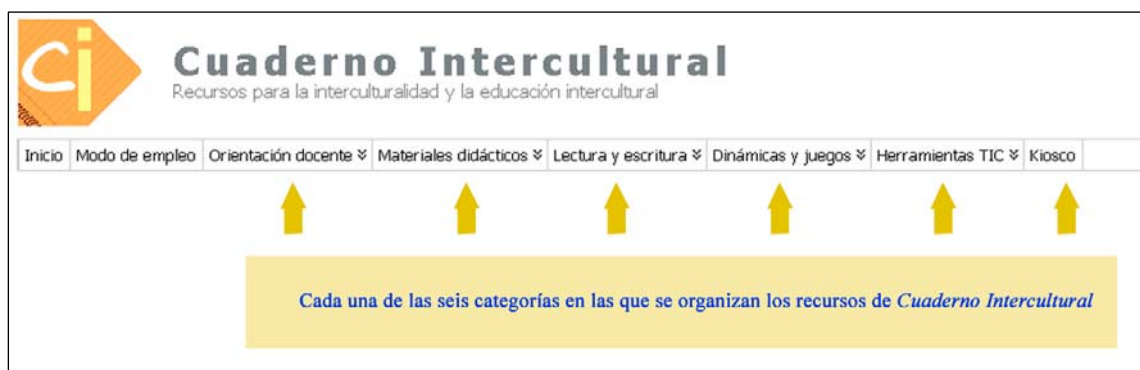 Ci
Cuaderno Intercultural
Recursos para la interculturalidad y la educación intercultural
Inicio Modo de empleo Orientación docente Materiales didácticos Lectura y escritura Dinámicas y juegos Herramientas TIC Kiosco
Cada una de las seis categorías en las que se organizan los recursos de Cuaderno Intercultural